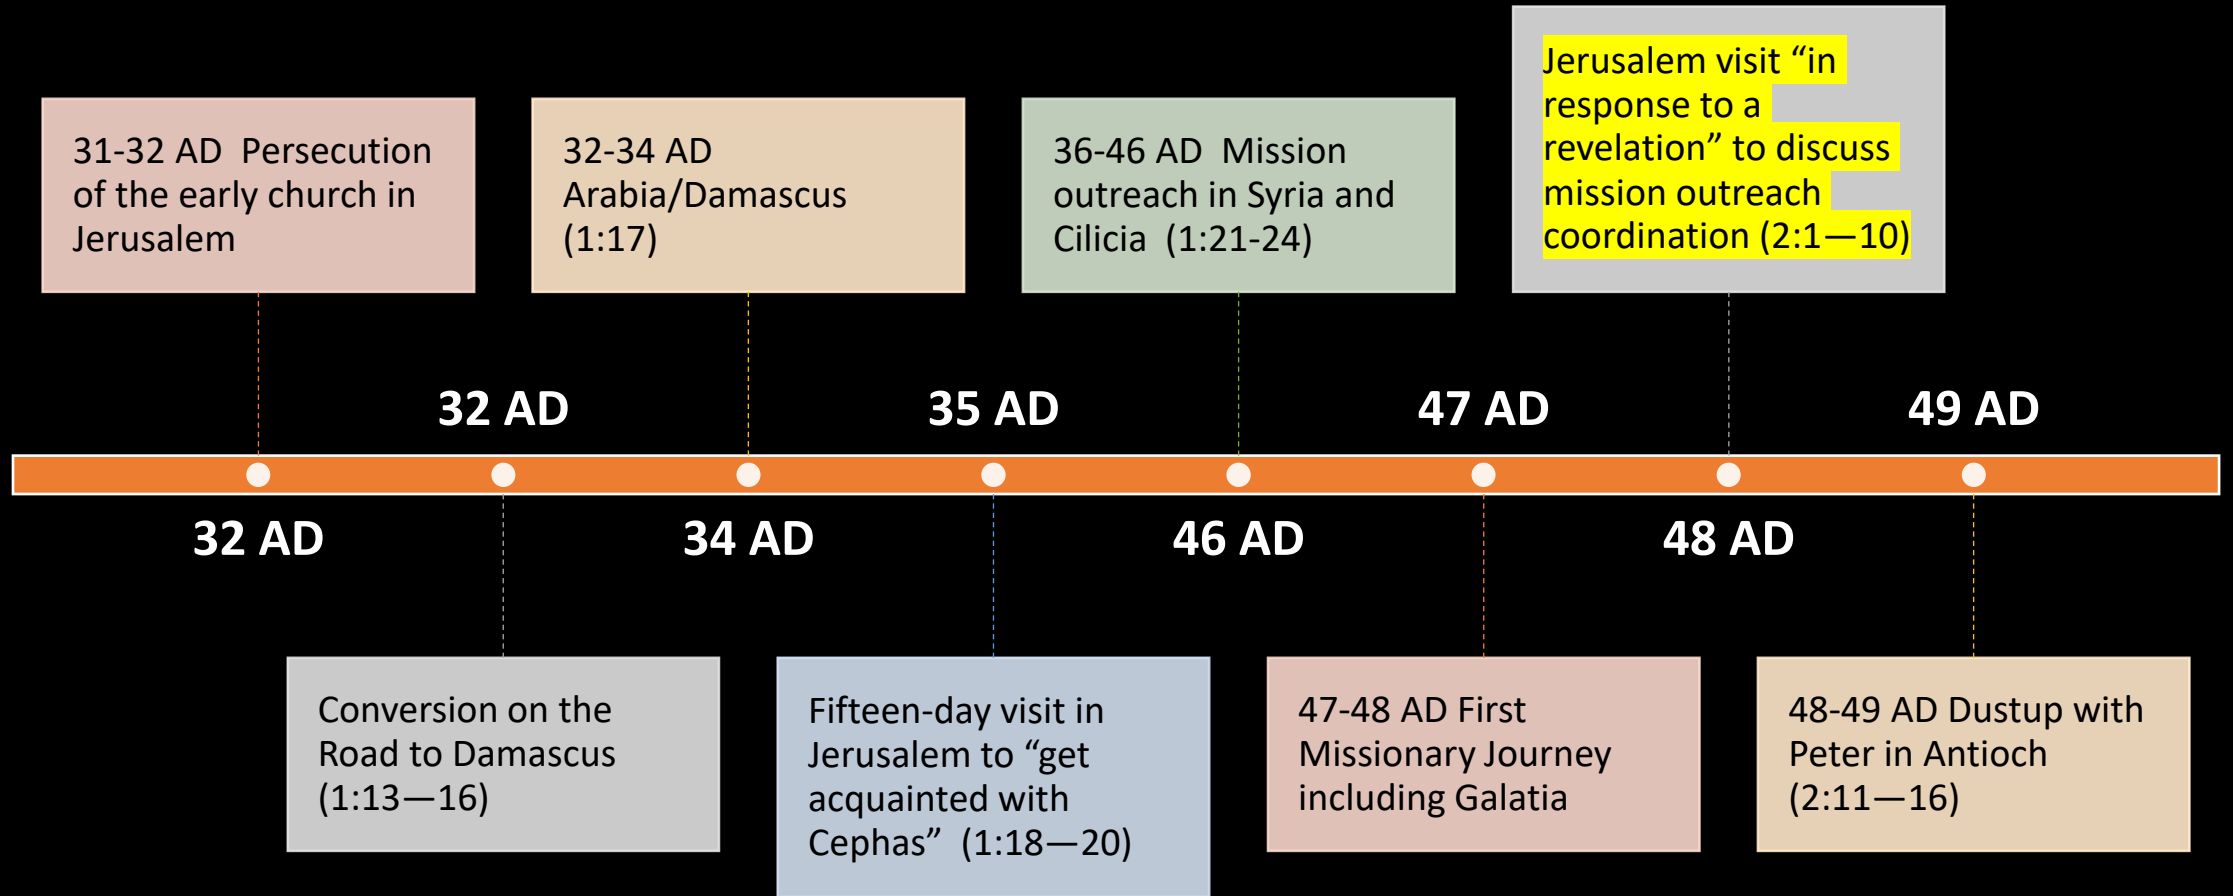 31-32 AD  Persecution
of the early church in
Jerusalem
32-34 AD
Arabia/Damascus
(1:17)
36-46 AD  Mission
outreach in Syria and
Cilicia  (1:21-24)
Jerusalem visit “in
response to a
revelation” to discuss
mission outreach
coordination (2:1—10)
32 AD
35 AD
47 AD
49 AD
32 AD
34 AD
46 AD
48 AD
Conversion on the
Road to Damascus
(1:13—16)
Fifteen-day visit in
Jerusalem to “get
acquainted with
Cephas”  (1:18—20)
47-48 AD First
Missionary Journey
including Galatia
48-49 AD Dustup with
Peter in Antioch
(2:11—16)